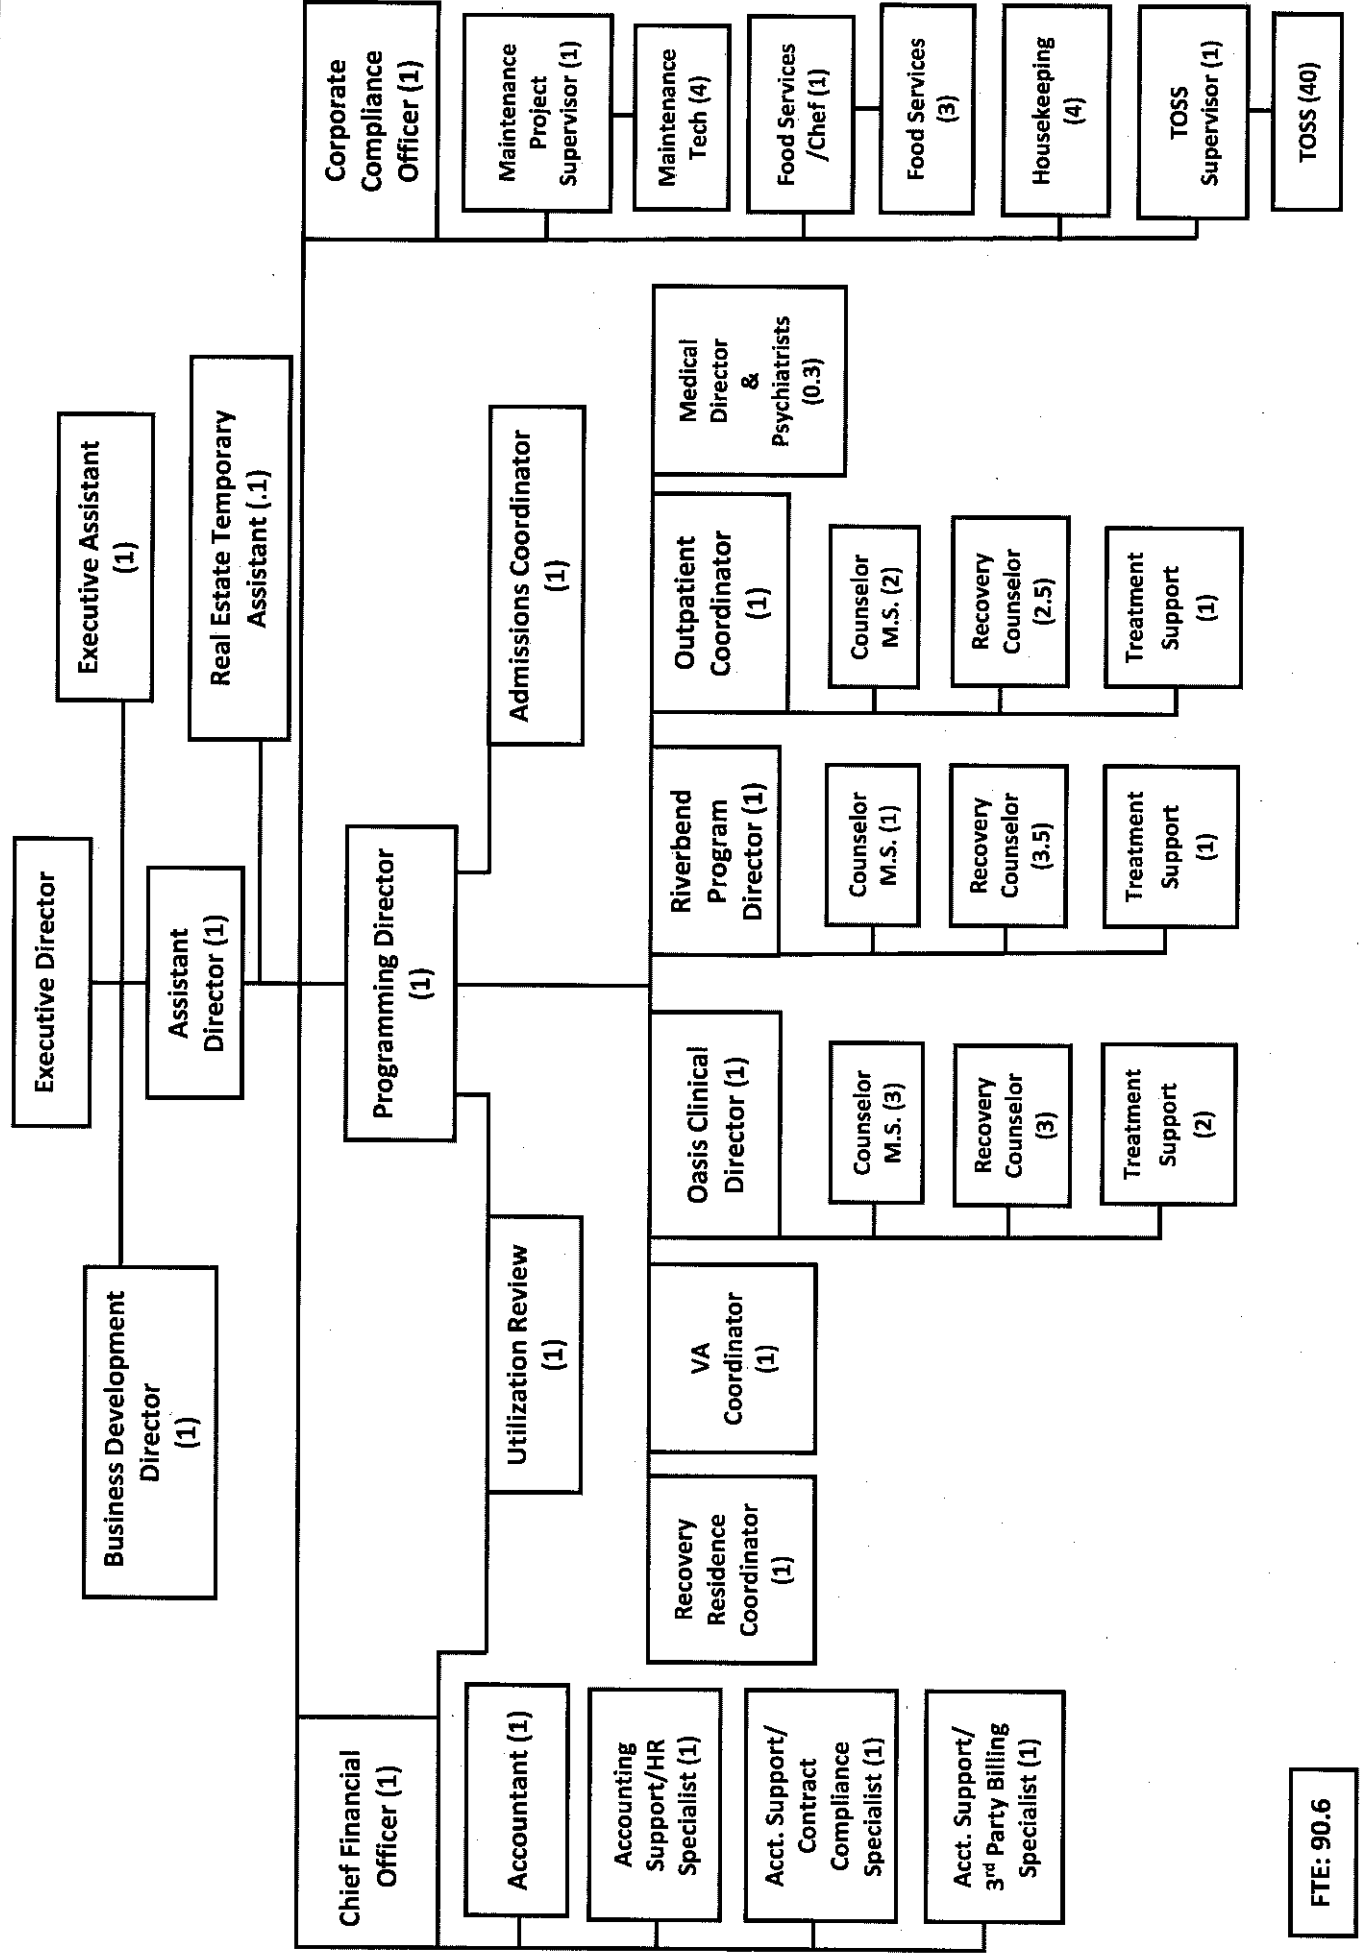 Executive Director
Business Development
Director
(1)
Executive Assistant
(1)
Assistant
Director (1)
Real Estate Temporary
Assistant (.1)
Chief Financial
Officer (1)
Programming Director
(1)
Corporate
Compliance
Officer (1)
Utilization Review
(1)
Admissions Coordinator
(1)
Accountant (1)
Accounting
Support/HR
Specialist (1)
Acct. Support/
Contract
Compliance
Specialist (1)
Acct. Support/
3rd Party Billing
Specialist (1)
Recovery
Residence
Coordinator
(1)
VA
Coordinator
(1)
Oasis Clinical
Director (1)
Counselor
M.S. (3)
Recovery
Counselor
(3)
Treatment
Support
(2)
Riverbend
Program
Director (1)
Counselor
M.S. (1)
Recovery
Counselor
(3.5)
Treatment
Support
(1)
Outpatient
Coordinator
(1)
Counselor
M.S. (2)
Recovery
Counselor
(2.5)
Treatment
Support
(1)
Medical
Director
&
Psychiatrists
(0.3)
Maintenance
Project
Supervisor (1)
Maintenance
Tech (4)
Food Services
/Chef (1)
Food Services
(3)
Housekeeping
(4)
TOSS
Supervisor (1)
TOSS (40)
FTE: 90.6